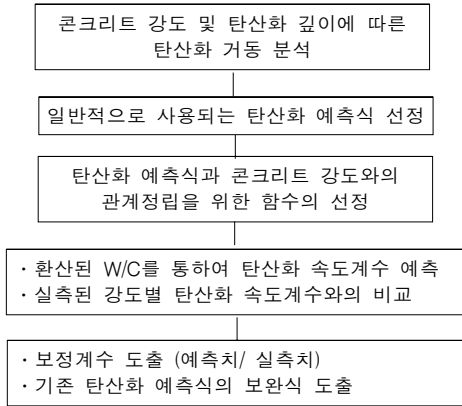 콘크리트 강도 및 탄산화 깊이에 따른
탄산화 거동 분석
일반적으로 사용되는 탄산화 예측식 선정
탄산화 예측식과 콘크리트 강도와의
관계정립을 위한 함수의 선정
· 환산된 W/C를 통하여 탄산화 속도계수 예측
· 실측된 강도별 탄산화 속도계수와의 비교
· 보정계수 도출 (예측치/ 실측치)
· 기존 탄산화 예측식의 보완식 도출